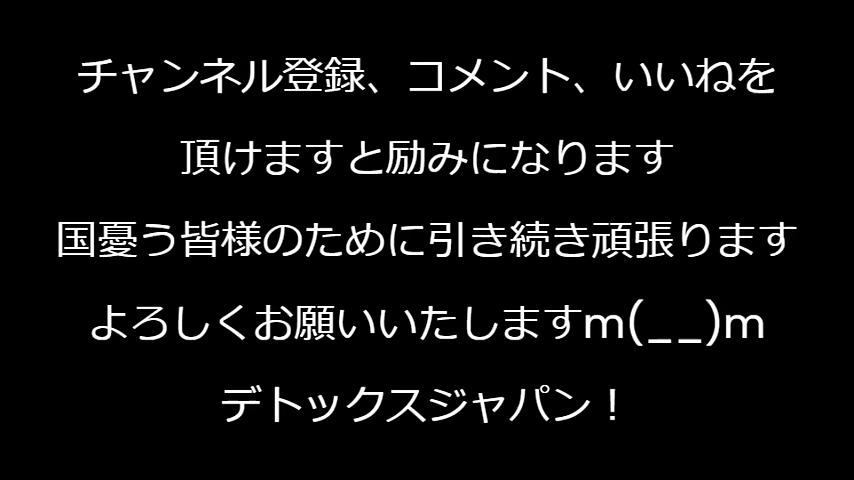 チャンネル登録、コメント、いいねを
頂けますと励みになります
国憂う皆様のために引き続き頑張ります
よろしくお願いいたしますm(__)m
デトックスジャパン！